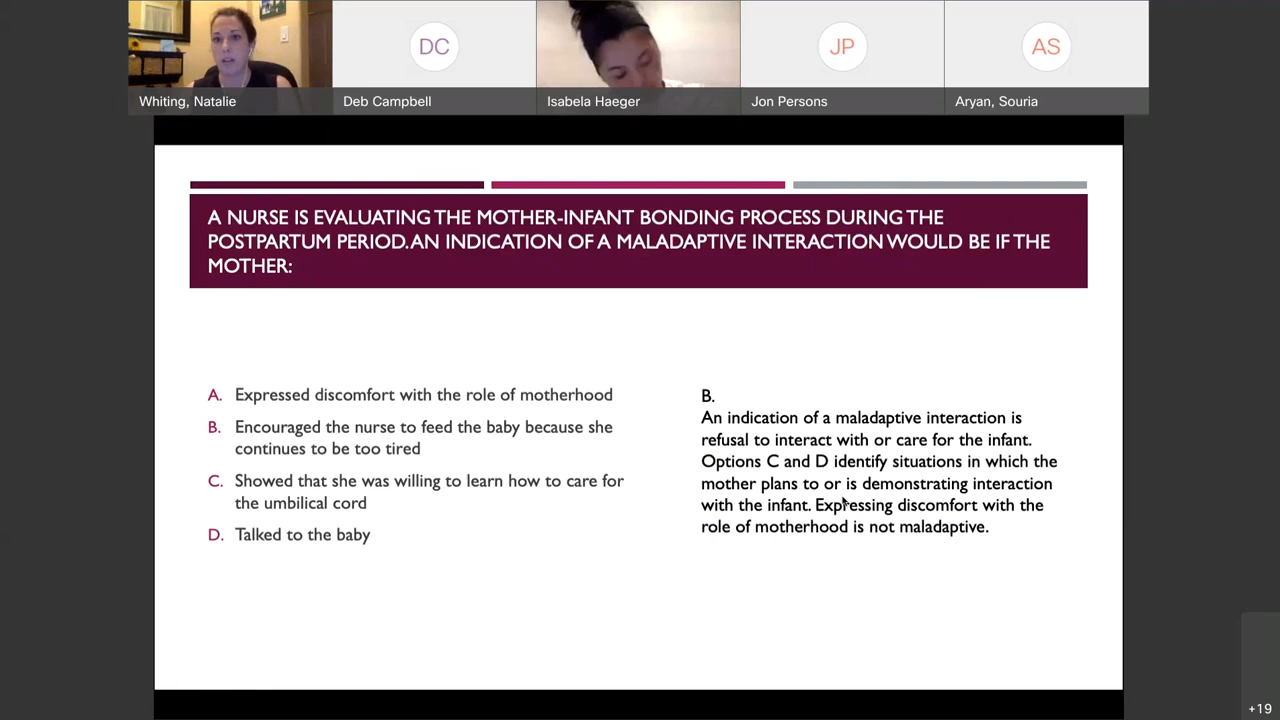 DC
JP
AS
Whiting, Natalie
Deb Campbell
Isabela Haeger
Jon Persons
Aryan, Souria
A NURSE IS EVALUATING THE MOTHER-INFANT BONDING PROCESS DURING THE
POSTPARTUM PERIOD. AN INDICATION OF A MALADAPTIVE INTERACTION WOULD BE IF THE
MOTHER:
A. Expressed discomfort with the role of motherhood
B. Encouraged the nurse to feed the baby because she
continues to be too tired
C. Showed that she was willing to learn how to care for
the umbilical cord
D. Talked to the baby
B.
An indication of a maladaptive interaction is
refusal to interact with or care for the infant.
Options C and D identify situations in which the
mother plans to or is demonstrating interaction
with the infant. Expressing discomfort with the
role of motherhood is not maladaptive.
+19